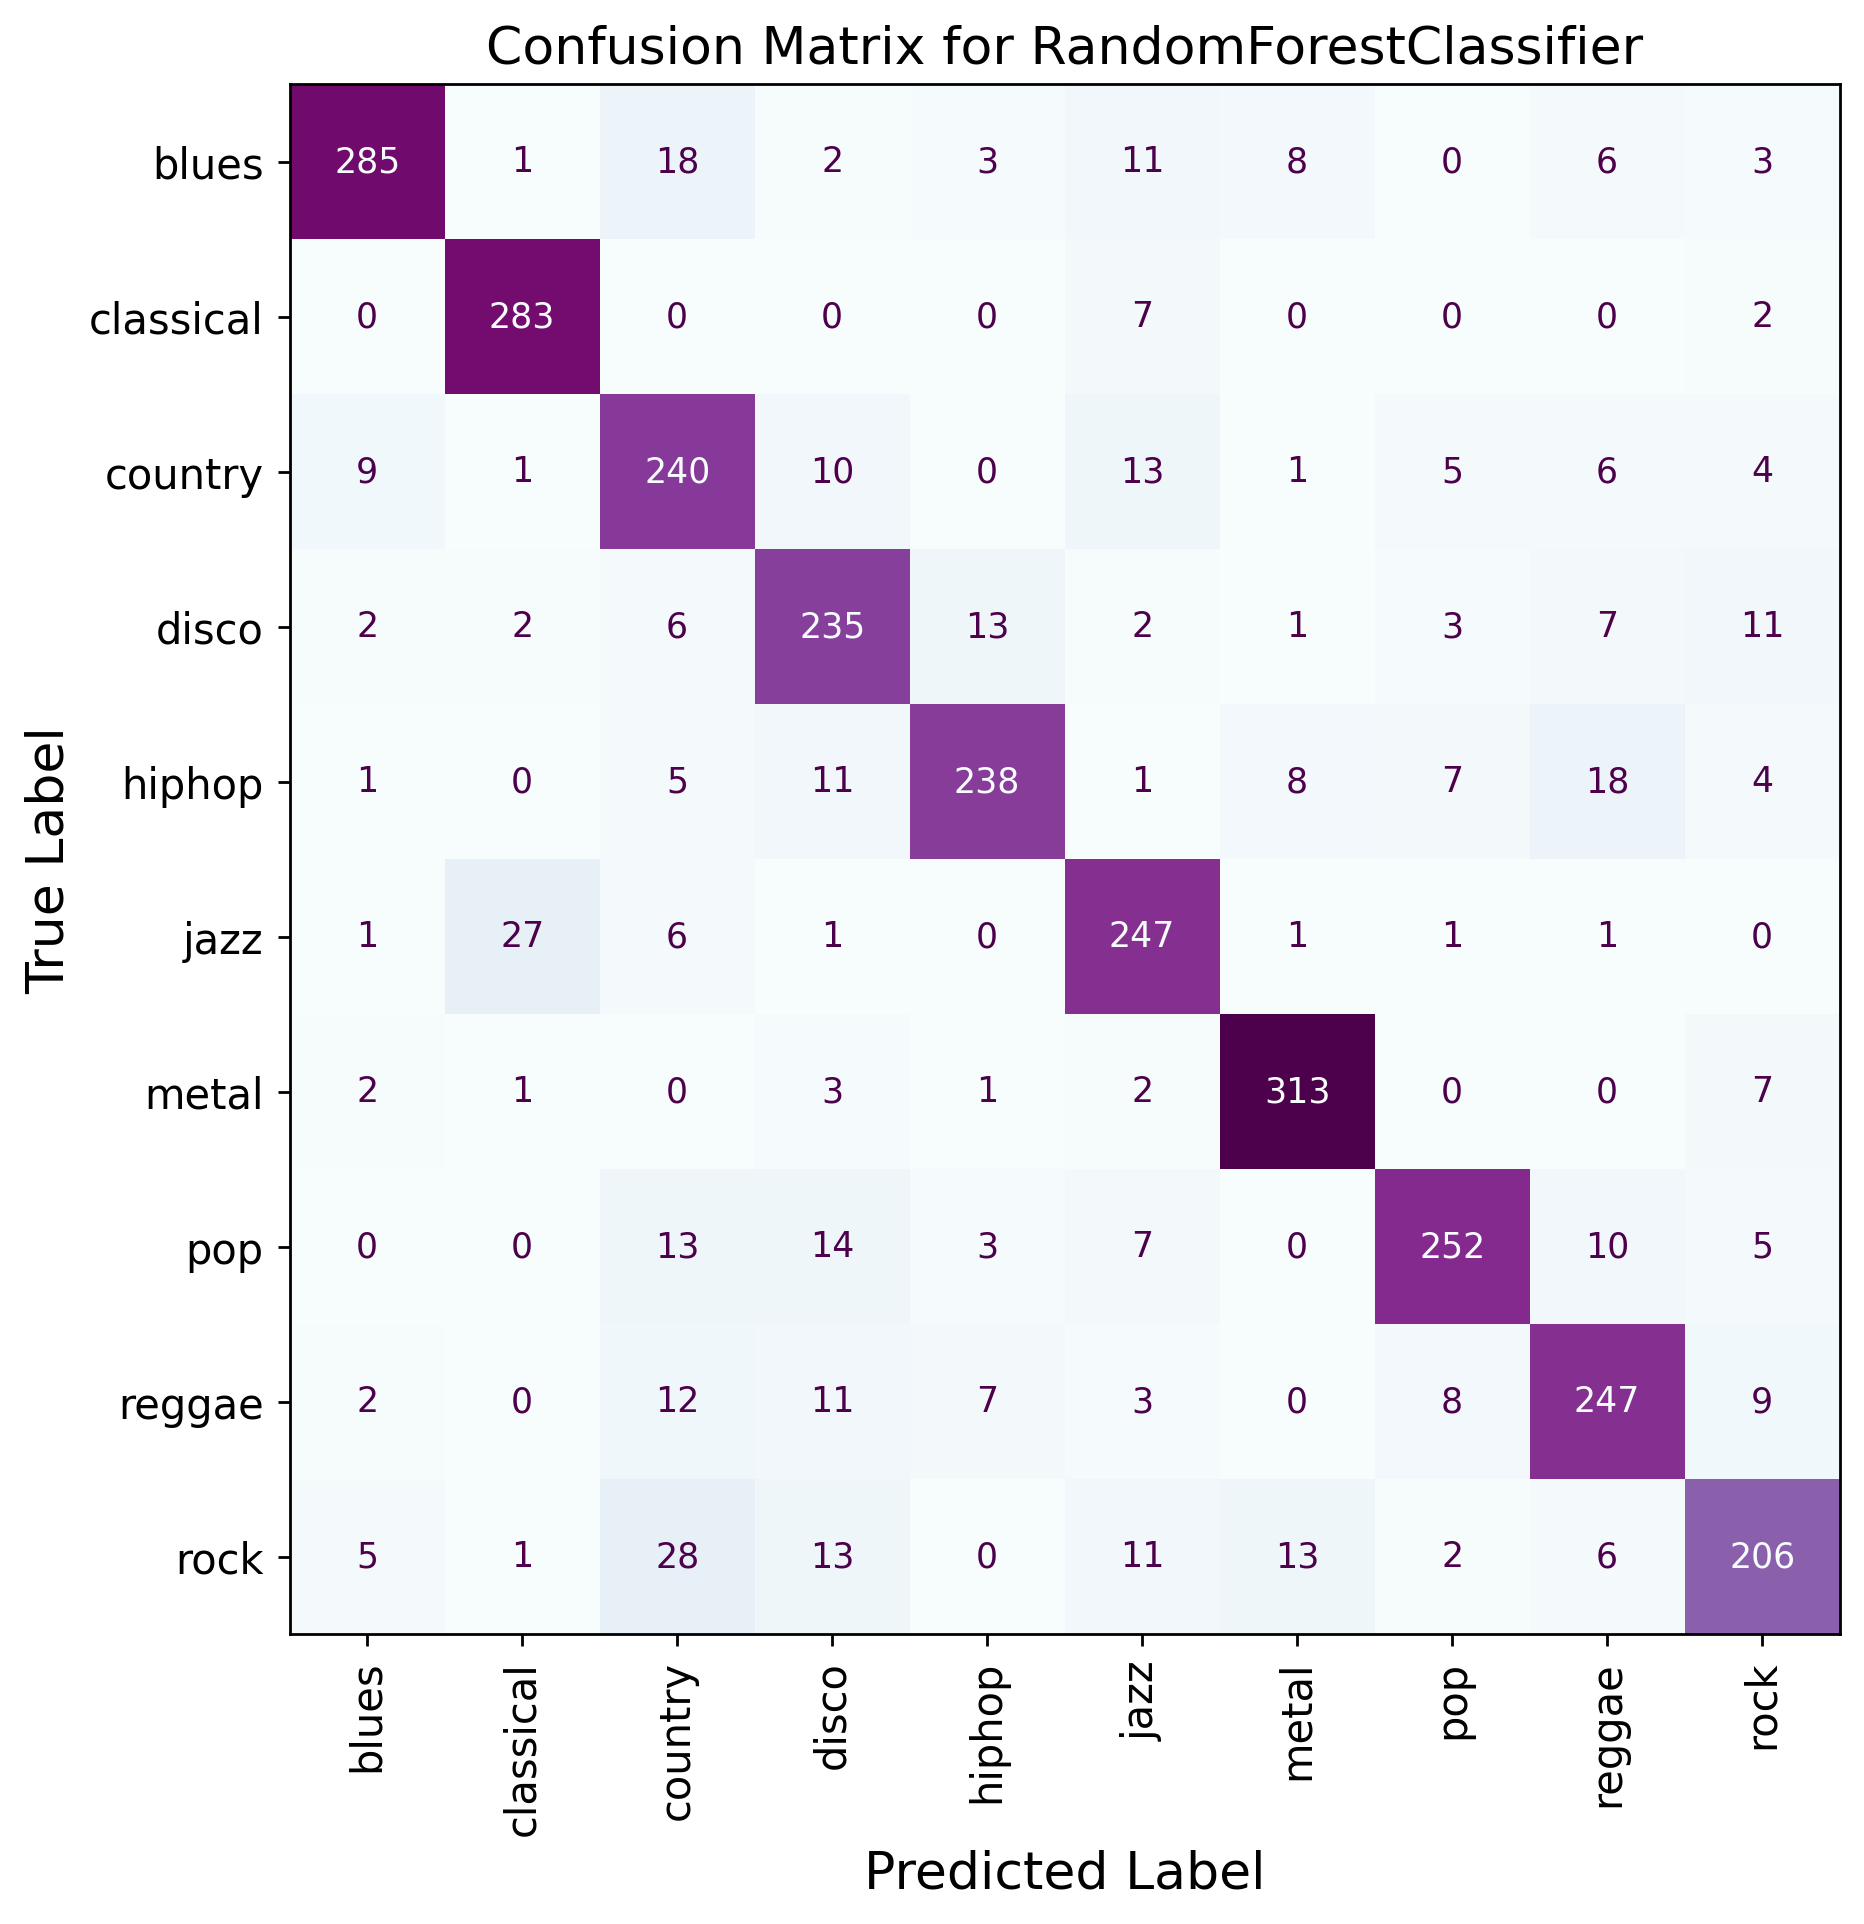 Confusion Matrix for RandomForestClassifier
blues 285 1 18 2 3 11 8 0 6 3
classical 0 283 0 0 0 7 0 0 0 2
country 9 1 240 10 0 13 1 5 6 4
disco 2 2 6 235 13 2 1 3 7 11
hiphop 1 0 5 11 238 1 8 7 18 4
jazz 1 27 6 1 0 247 1 1 1 0
metal 2 1 0 3 1 2 313 0 0 7
pop 0 0 13 14 3 7 0 252 10 5
reggae 2 0 12 11 7 3 0 8 247 9
rock 5 1 28 13 0 11 13 2 6 206
True Label
blues classical country disco hiphop jazz metal pop reggae rock
Predicted Label